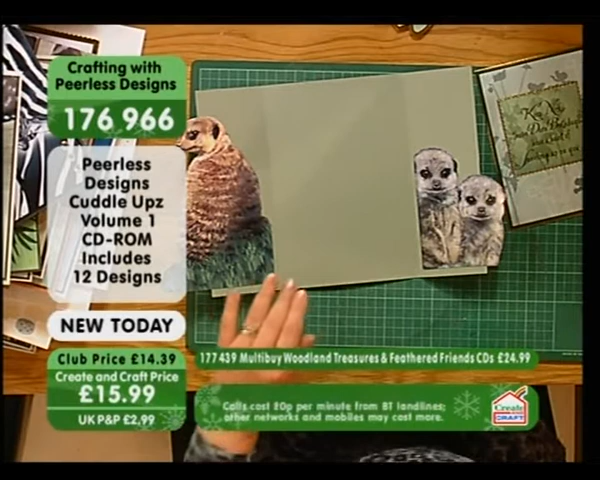 Crafting with
Peerless Designs
176 966
Peerless
Designs
Cuddle Upz
Volume 1
CD-ROM
Includes
12 Designs
NEW TODAY
Club Price £14.39
Create and Craft Price
£15.99
UK P&P £2.99
177439 Multibuy Woodland Treasures & Feathered Friends CDs £24.99
Calls cost 20p per minute from BT landlines;
other networks and mobiles may cost more.
Create
CRAFT